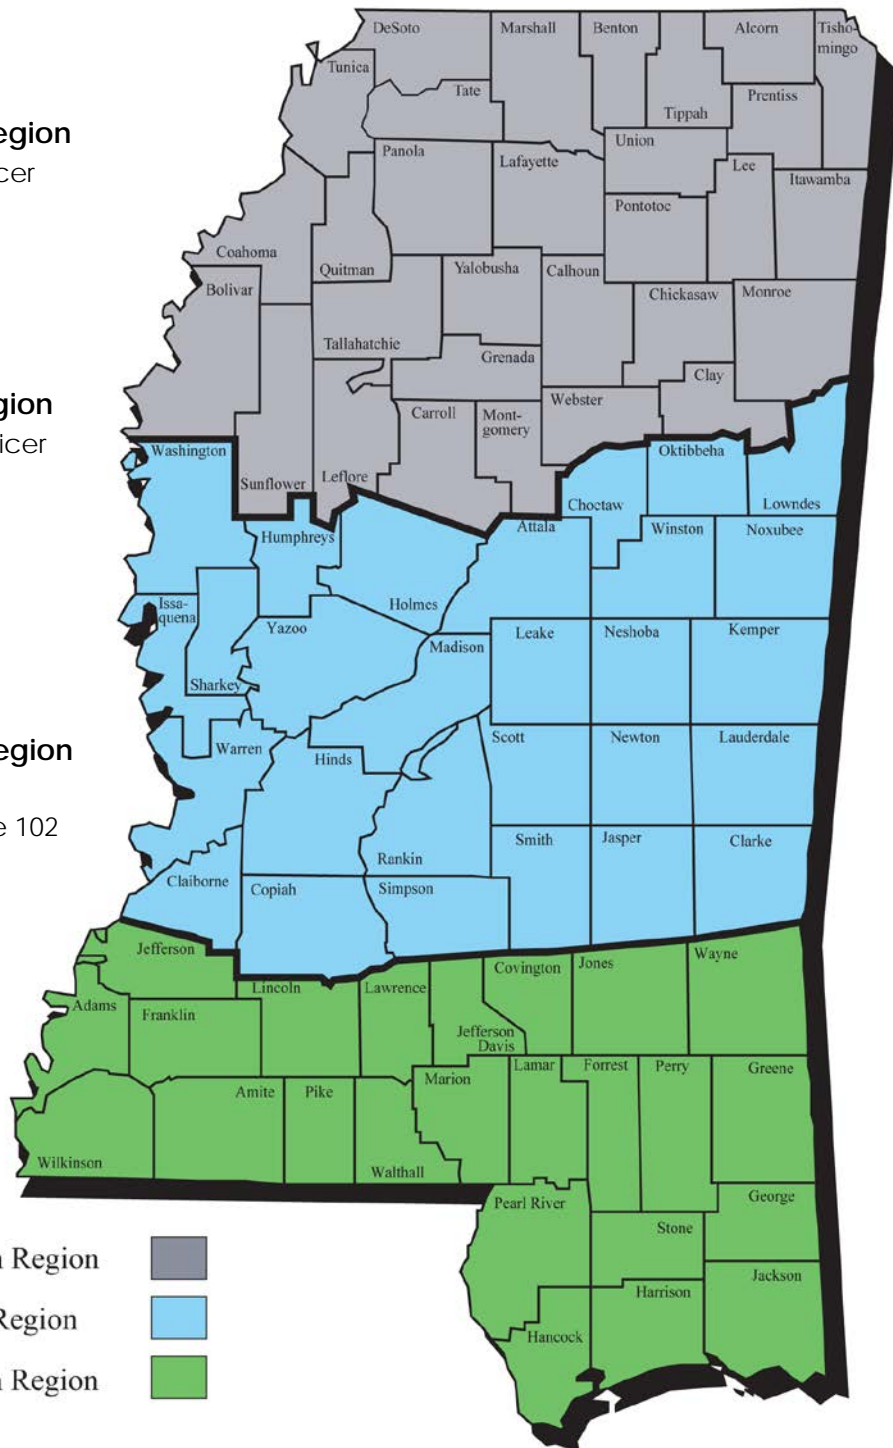 DeSoto
Marshall
Benton
Alcorn
Tisho-
mingo
Tunica
Tate
Tippah
Prentiss
egion
cer
Panola
Lafayette
Union
Lee
Itawamba
Pontotoc
Coahoma
Quitman
Yalobusha
Calhoun
Chickasaw
Monroe
Bolivar
Tallahatchie
Grenada
Clay
gion
icer
Carroll
Mont-
gomery
Webster
Washington
Sunflower
Leflore
Oktibbeha
Choctaw
Lowndes
Humphreys
Attala
Winston
Noxubee
Issa-
quena
Holmes
Yazoo
Madison
Leake
Neshoba
Kemper
Sharkey
egion
e 102
Warren
Hinds
Scott
Newton
Lauderdale
Rankin
Smith
Jasper
Clarke
Claiborne
Copiah
Simpson
Jefferson
Lincoln
Lawrence
Covington
Jones
Wayne
Adams
Franklin
Jefferson
Davis
Amite
Pike
Marion
Lamar
Forrest
Perry
Greene
Wilkinson
Walthall
Pearl River
George
Stone
Jackson
Harrison
Hancock
n Region
Region
n Region